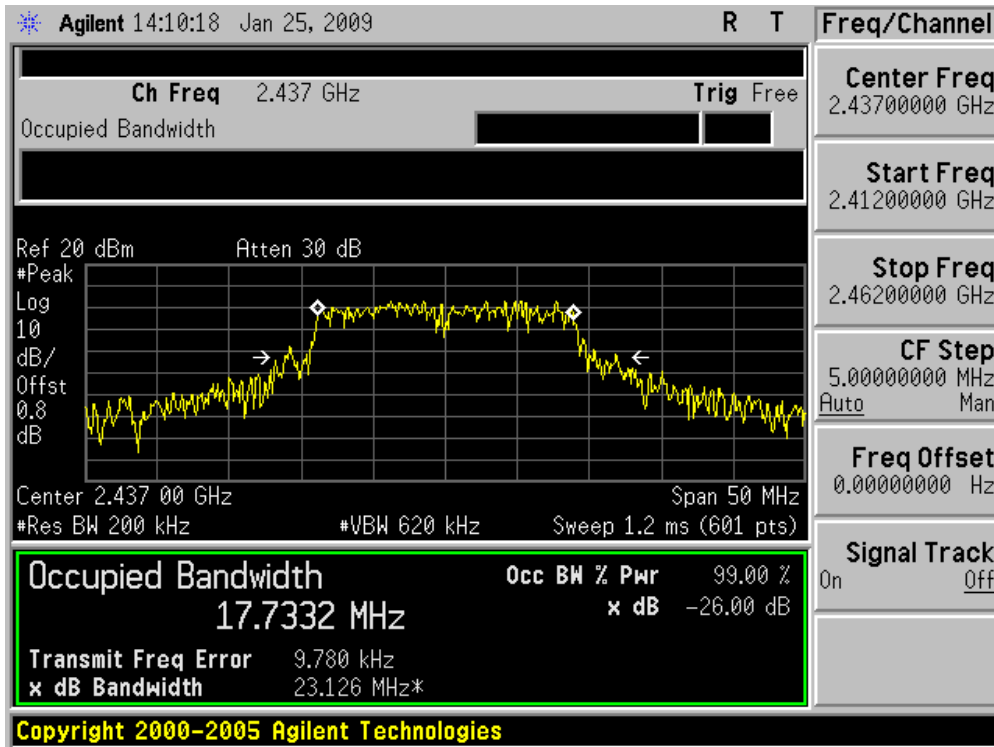 Agilent 14:10:18 Jan 25, 2009 R T
Ch Freq 2.437 GHz Trig Free
Occupied Bandwidth
Ref 20 dBm Atten 30 dB
#Peak
Log
10
dB/
Offst
0.8
dB
Center 2.437 00 GHz Span 50 MHz
#Res BW 200 kHz #VBW 620 kHz Sweep 1.2 ms (601 pts)
Occupied Bandwidth Occ BW % Pwr 99.00 %
17.7332 MHz x dB -26.00 dB
Transmit Freq Error 9.780 kHz
x dB Bandwidth 23.126 MHz*
Copyright 2000-2005 Agilent Technologies
Freq/Channel
Center Freq
2.43700000 GHz
Start Freq
2.41200000 GHz
Stop Freq
2.46200000 GHz
CF Step
5.00000000 MHz
Auto Man
Freq Offset
0.00000000 Hz
Signal Track
On Off